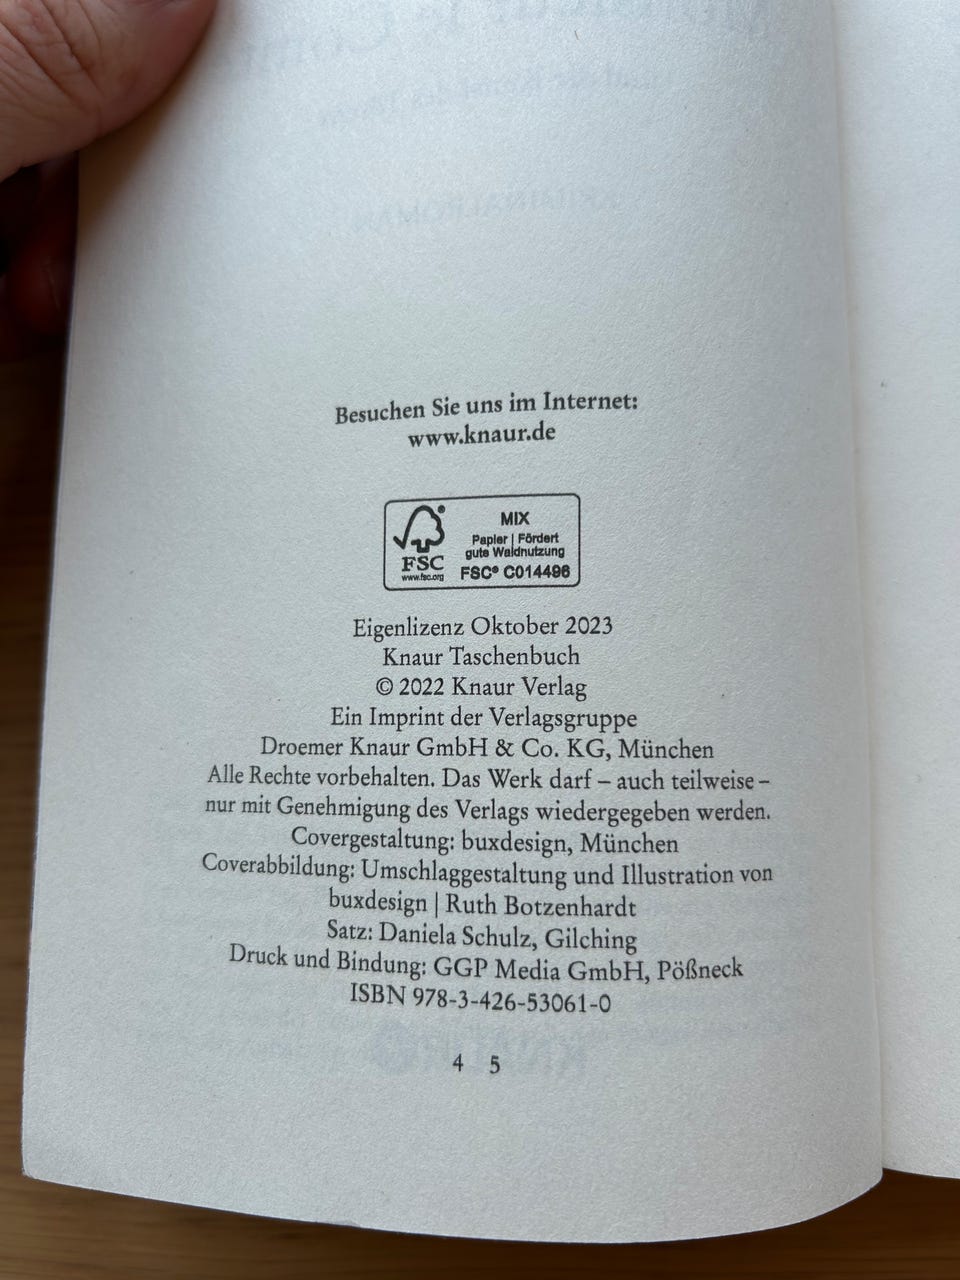 Besuchen Sie uns im Internet:
www.knaur.de
MIX
Papier | Fördert
gute Waldnutzung
FSC® C014496
FSC
www.fsc.org
Eigenlizenz Oktober 2023
Knaur Taschenbuch
© 2022 Knaur Verlag
Ein Imprint der Verlagsgruppe
Droemer Knaur GmbH & Co. KG, München
Alle Rechte vorbehalten. Das Werk darf – auch teilweise –
nur mit Genehmigung des Verlags wiedergegeben werden.
Covergestaltung: buxdesign, München
Coverabbildung: Umschlaggestaltung und Illustration von
buxdesign | Ruth Botzenhardt
Satz: Daniela Schulz, Gilching
Druck und Bindung: GGP Media GmbH, Pößneck
ISBN 978-3-426-53061-0
4 5